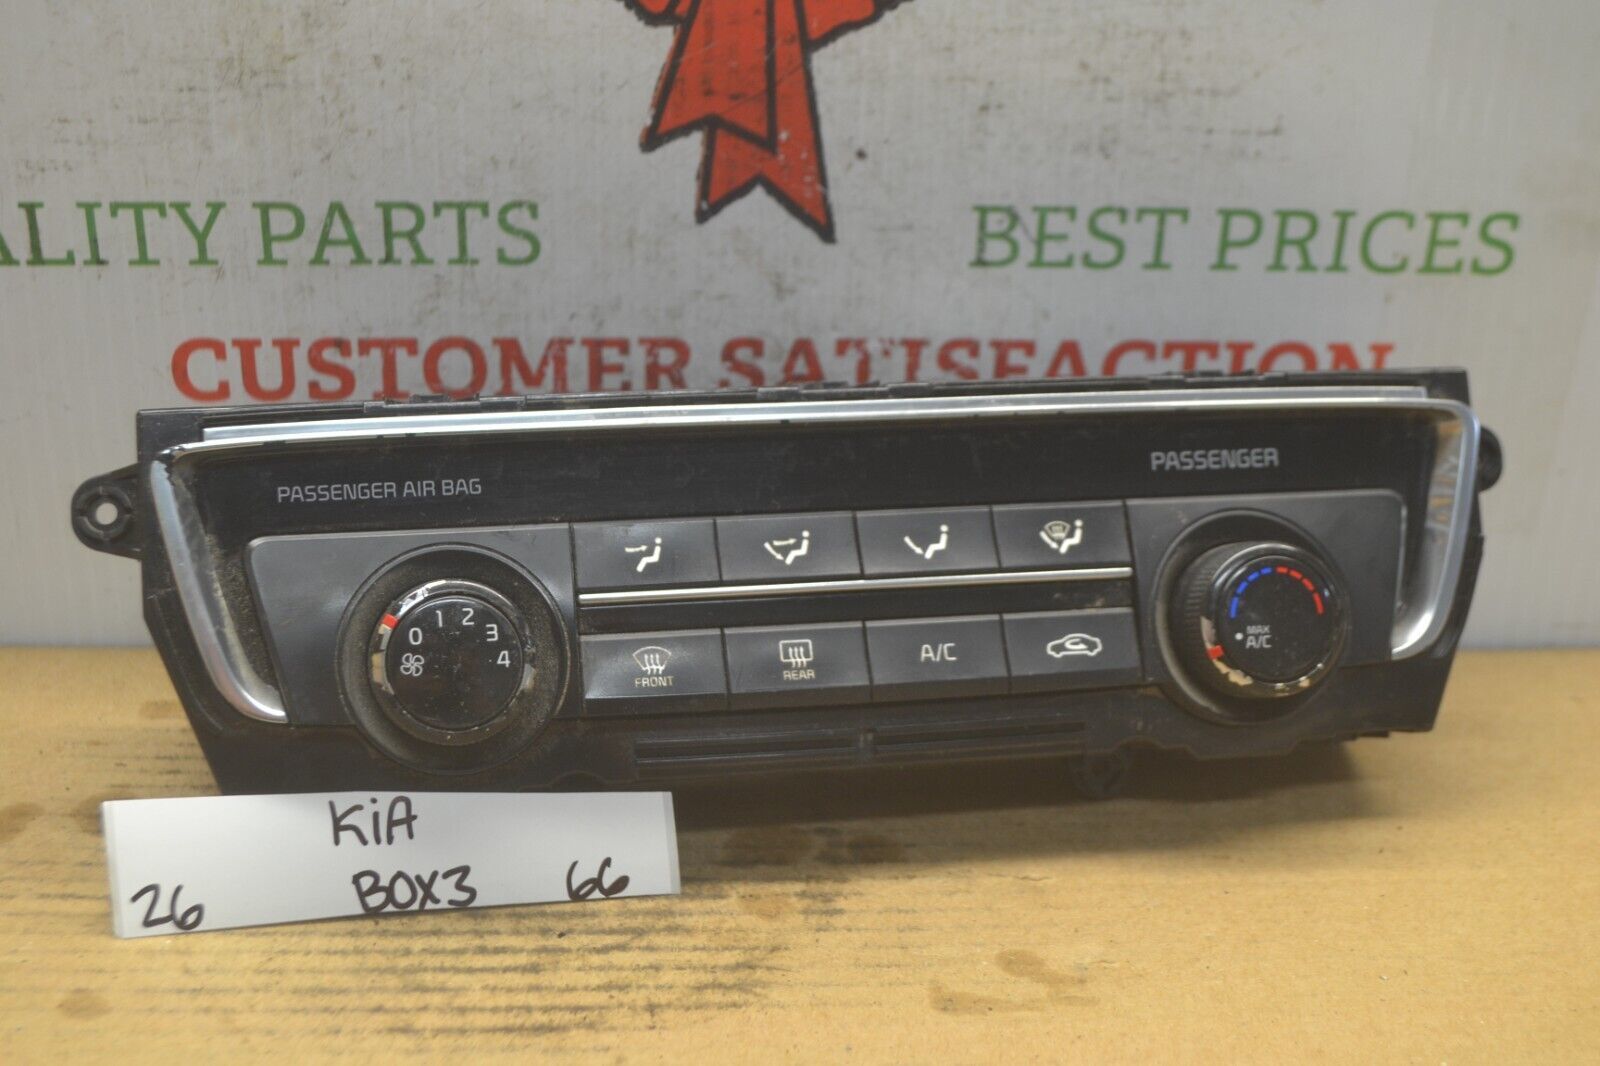 ALITY PARTS
BEST PRICES
CUSTOMER SATISFACTION
PASSENGER AIR BAG
PASSENGER
0 1 2 3 4
FRONT
REAR
A/C
MAX
A/C
KiA
26 BOX3 66